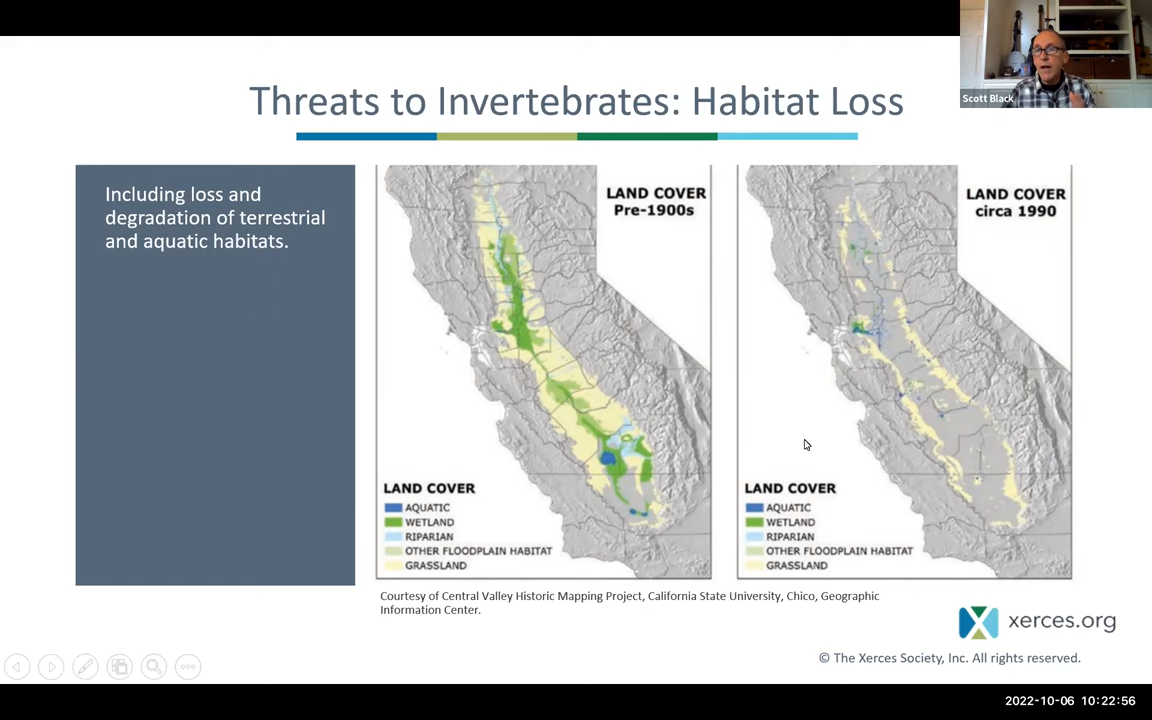 Scott Black
Threats to Invertebrates: Habitat Loss
Including loss and
degradation of terrestrial
and aquatic habitats.
LAND COVER
Pre-1900s
LAND COVER
AQUATIC
WETLAND
RIPARIAN
OTHER FLOODPLAIN HABITAT
GRASSLAND
LAND COVER
circa 1990
LAND COVER
AQUATIC
WETLAND
RIPARIAN
OTHER FLOODPLAIN HABITAT
GRASSLAND
Courtesy of Central Valley Historic Mapping Project, California State University, Chico, Geographic
Information Center.
xerces.org
© The Xerces Society, Inc. All rights reserved.
2022-10-06 10:22:56